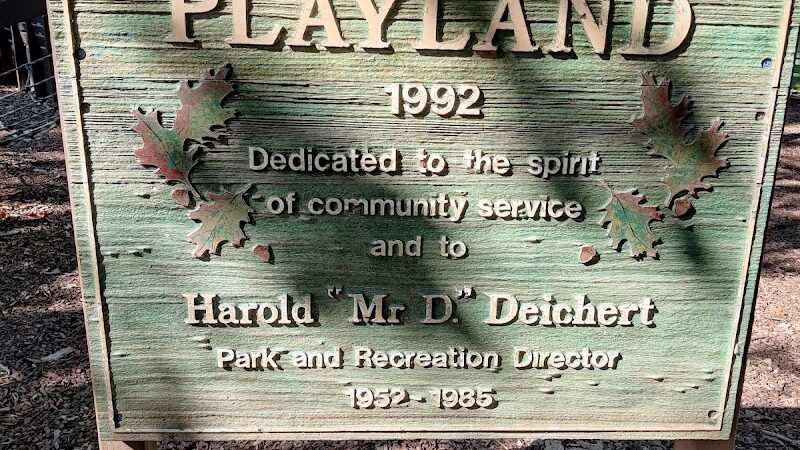 PLAYLAND
1992
Dedicated to the spirit
of community service
and to
Harold "Mr D." Deichert
Park and Recreation Director
1952 - 1985